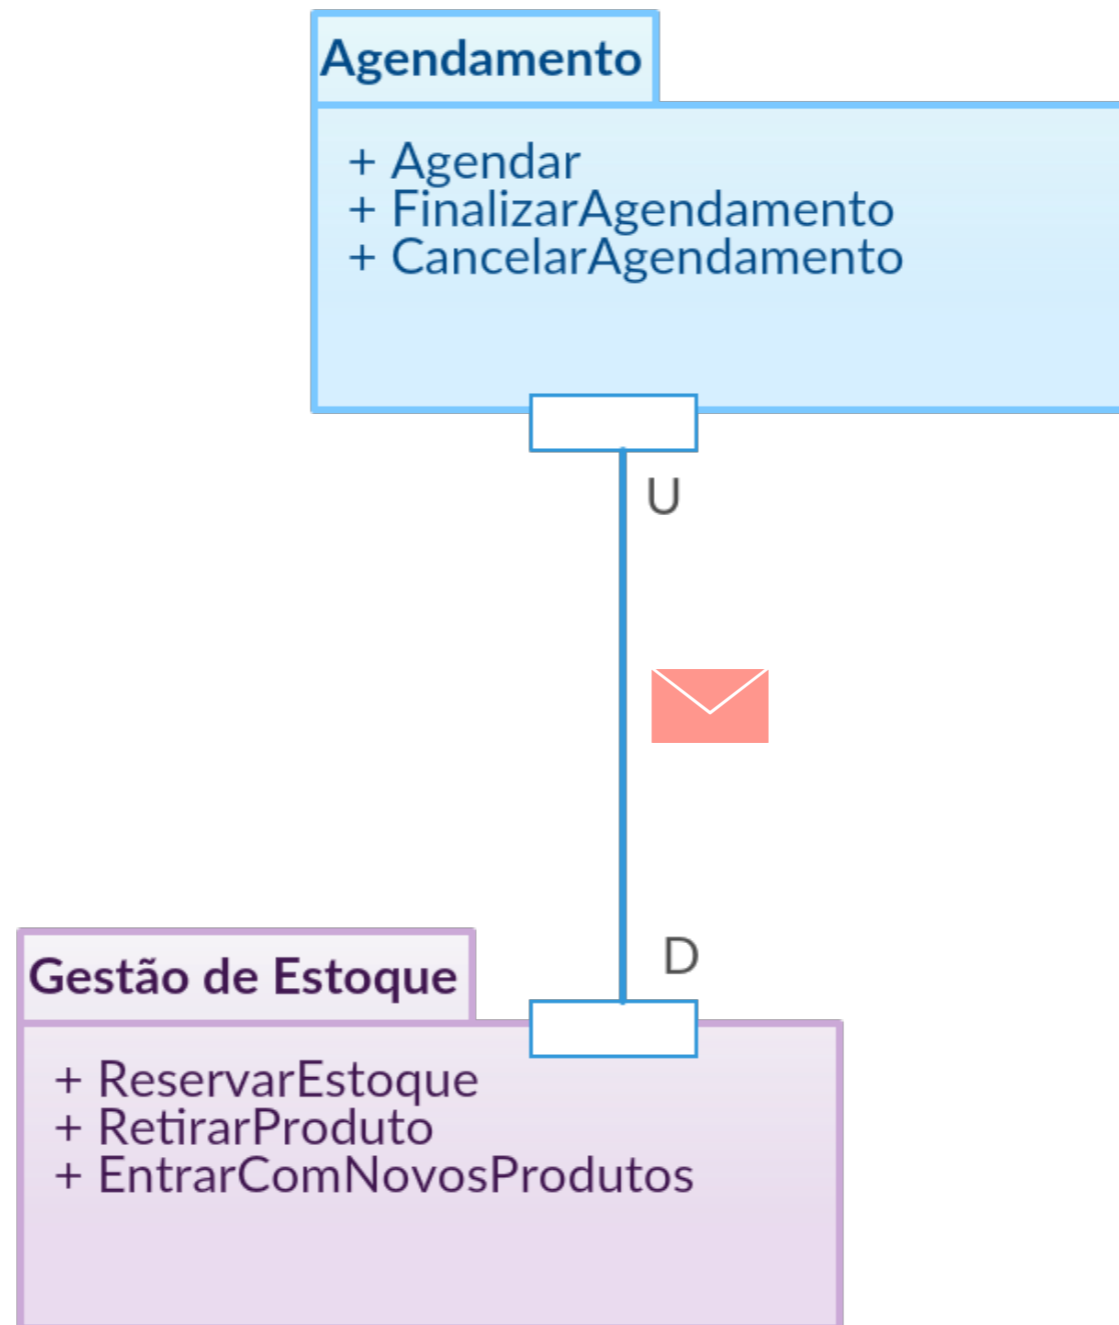 Agendamento
+ Agendar
+ FinalizarAgendamento
+ CancelarAgendamento
U
D
Gestão de Estoque
+ ReservarEstoque
+ RetirarProduto
+ EntrarComNovosProdutos